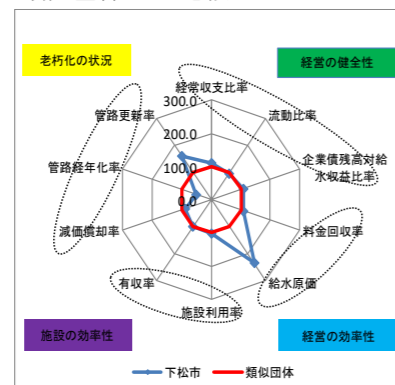 老朽化の状況
経営の健全性
経常収支比率
管路更新率
流動比率
300.0
200.0
100.0
0.0
管路経年化率
企業債残高対給
水収益比率
減価償却率
料金回収率
有収率
給水原価
施設利用率
施設の効率性
経営の効率性
下松市
類似団体